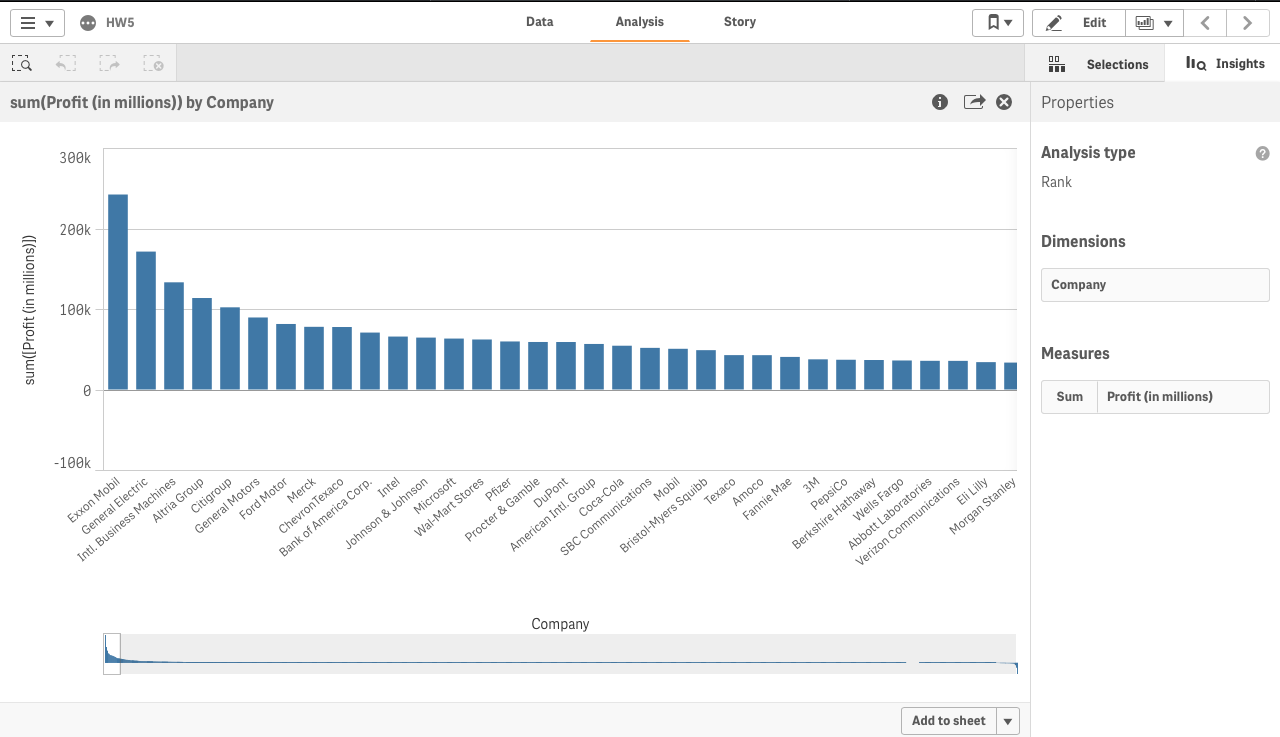 HW5
Data
Analysis
Story
Edit
Selections
Insights
sum(Profit (in millions)) by Company
Properties
Analysis type
Rank
Dimensions
Company
Measures
Sum
Profit (in millions)
sum([Profit (in millions)])
300k
200k
100k
0
-100k
Exxon Mobil
General Electric
Intl. Business Machines
Altria Group
Citigroup
General Motors
Ford Motor
Merck
ChevronTexaco
Bank of America Corp.
Intel
Johnson & Johnson
Microsoft
Wal-Mart Stores
Pfizer
Procter & Gamble
DuPont
American Intl. Group
Coca-Cola
SBC Communications
Mobil
Bristol-Myers Squibb
Texaco
Amoco
Fannie Mae
3M
PepsiCo
Berkshire Hathaway
Wells Fargo
Abbott Laboratories
Verizon Communications
Eli Lilly
Morgan Stanley
Company
Add to sheet